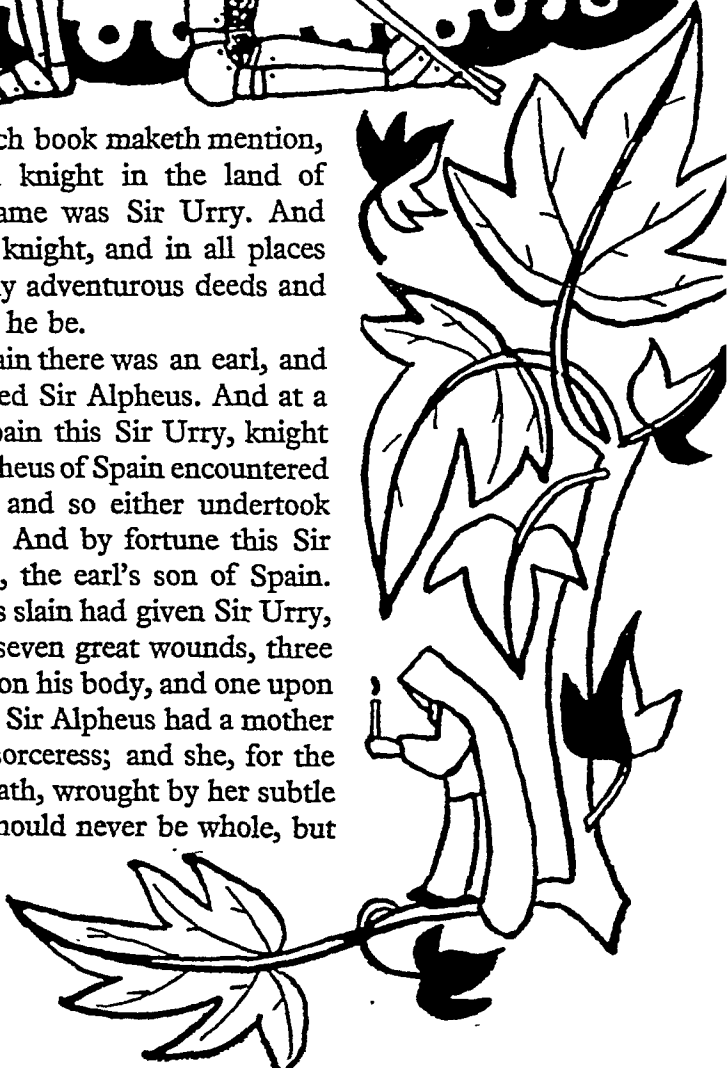 ch book maketh mention,
knight in the land of
ame was Sir Urry. And
knight, and in all places
y adventurous deeds and
he be.
ain there was an earl, and
ed Sir Alpheus. And at a
pain this Sir Urry, knight
heus of Spain encountered
and so either undertook
And by fortune this Sir
, the earl's son of Spain.
s slain had given Sir Urry,
seven great wounds, three
on his body, and one upon
Sir Alpheus had a mother
sorceress; and she, for the
ath, wrought by her subtle
hould never be whole, but